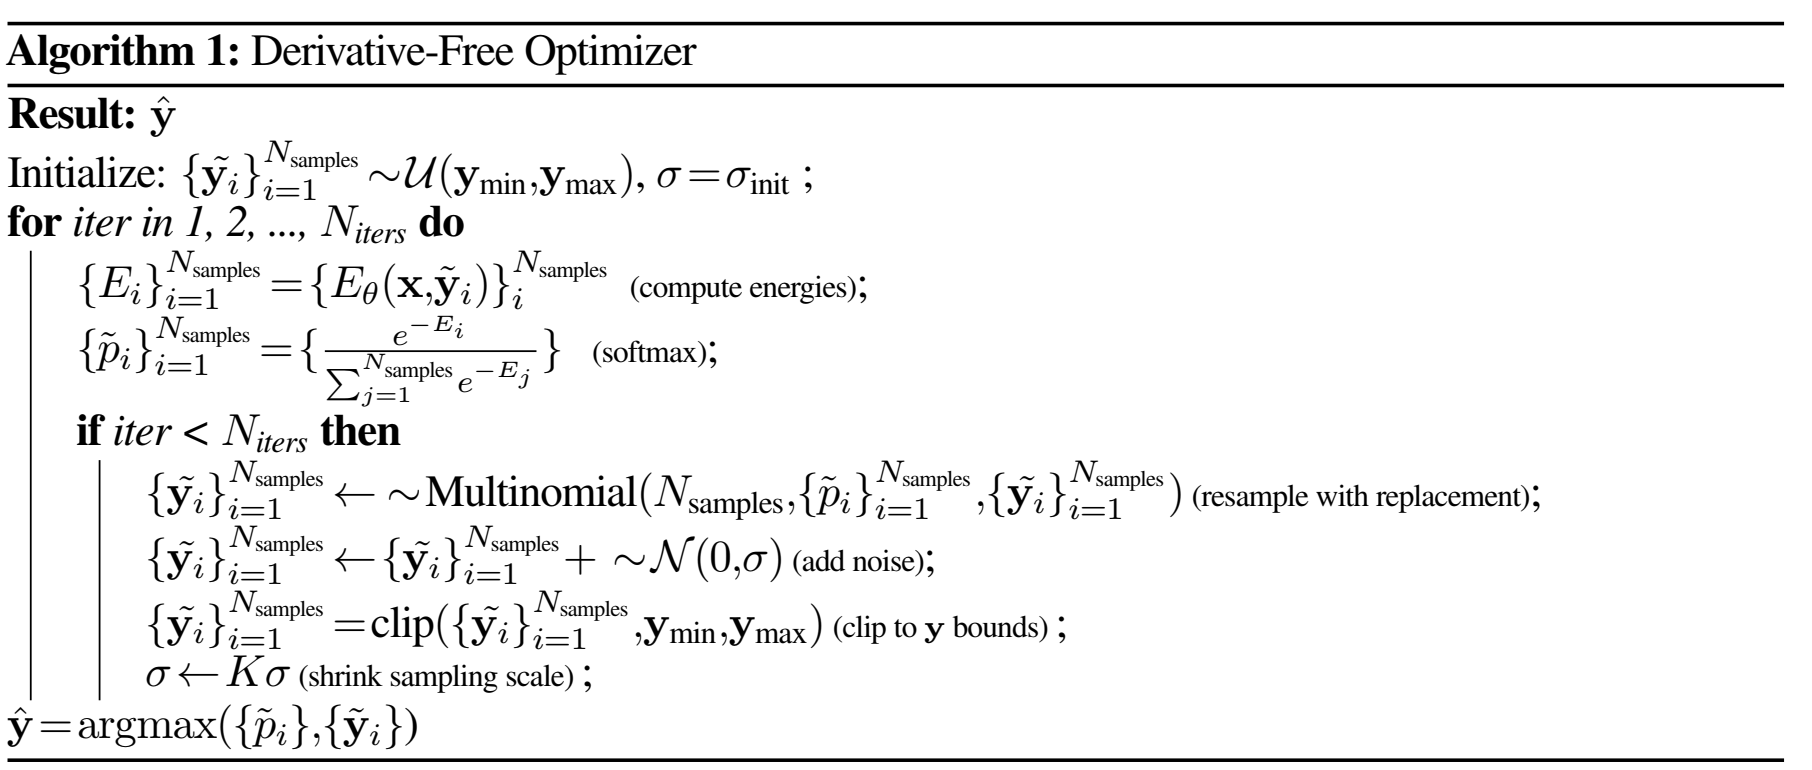 Algorithm 1: Derivative-Free Optimizer
Result: $\hat{\mathbf{y}}$
Initialize: $\{\tilde{\mathbf{y}_i}\}_{i=1}^{N_{\text{samples}}} \sim \mathcal{U}(\mathbf{y}_{\text{min}},\mathbf{y}_{\text{max}}), \sigma = \sigma_{\text{init}}$ ;
for iter in 1, 2, ..., $N_{iters}$ do
$\{E_i\}_{i=1}^{N_{\text{samples}}} = \{E_\theta(\mathbf{x},\tilde{\mathbf{y}}_i)\}_{i}^{N_{\text{samples}}}$ (compute energies);
$\{\tilde{p}_i\}_{i=1}^{N_{\text{samples}}} = \{\frac{e^{-E_i}}{\sum_{j=1}^{N_{\text{samples}}} e^{-E_j}}\}$ (softmax);
if iter < $N_{iters}$ then
$\{\tilde{\mathbf{y}_i}\}_{i=1}^{N_{\text{samples}}} \leftarrow \sim \text{Multinomial}(N_{\text{samples}},\{\tilde{p}_i\}_{i=1}^{N_{\text{samples}}},\{\tilde{\mathbf{y}_i}\}_{i=1}^{N_{\text{samples}}})$ (resample with replacement);
$\{\tilde{\mathbf{y}_i}\}_{i=1}^{N_{\text{samples}}} \leftarrow \{\tilde{\mathbf{y}_i}\}_{i=1}^{N_{\text{samples}}} + \sim \mathcal{N}(0,\sigma)$ (add noise);
$\{\tilde{\mathbf{y}_i}\}_{i=1}^{N_{\text{samples}}} = \text{clip}(\{\tilde{\mathbf{y}_i}\}_{i=1}^{N_{\text{samples}}},\mathbf{y}_{\text{min}},\mathbf{y}_{\text{max}})$ (clip to $\mathbf{y}$ bounds) ;
$\sigma \leftarrow K\sigma$ (shrink sampling scale) ;
$\hat{\mathbf{y}} = \text{argmax}(\{\tilde{p}_i\},\{\tilde{\mathbf{y}}_i\})$